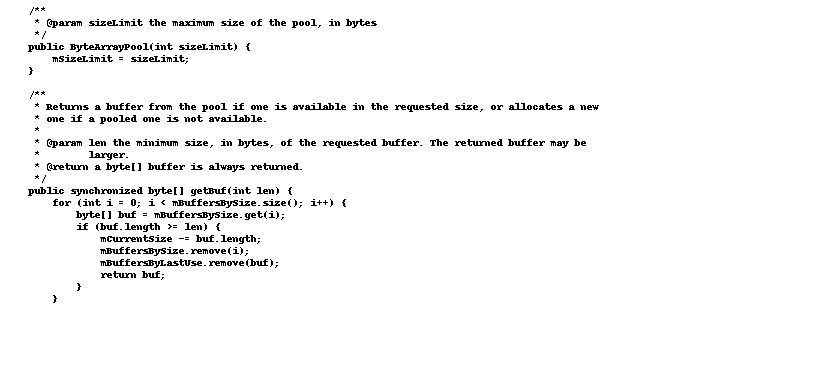 /**
 * @param sizeLimit the maximum size of the pool, in bytes
 */
public ByteArrayPool(int sizeLimit) {
    mSizeLimit = sizeLimit;
}

/**
 * Returns a buffer from the pool if one is available in the requested size, or allocates a new
 * one if a pooled one is not available.
 *
 * @param len the minimum size, in bytes, of the requested buffer. The returned buffer may be
 *        larger.
 * @return a byte[] buffer is always returned.
 */
public synchronized byte[] getBuf(int len) {
    for (int i = 0; i < mBuffersBySize.size(); i++) {
        byte[] buf = mBuffersBySize.get(i);
        if (buf.length >= len) {
            mCurrentSize -= buf.length;
            mBuffersBySize.remove(i);
            mBuffersByLastUse.remove(buf);
            return buf;
        }
    }